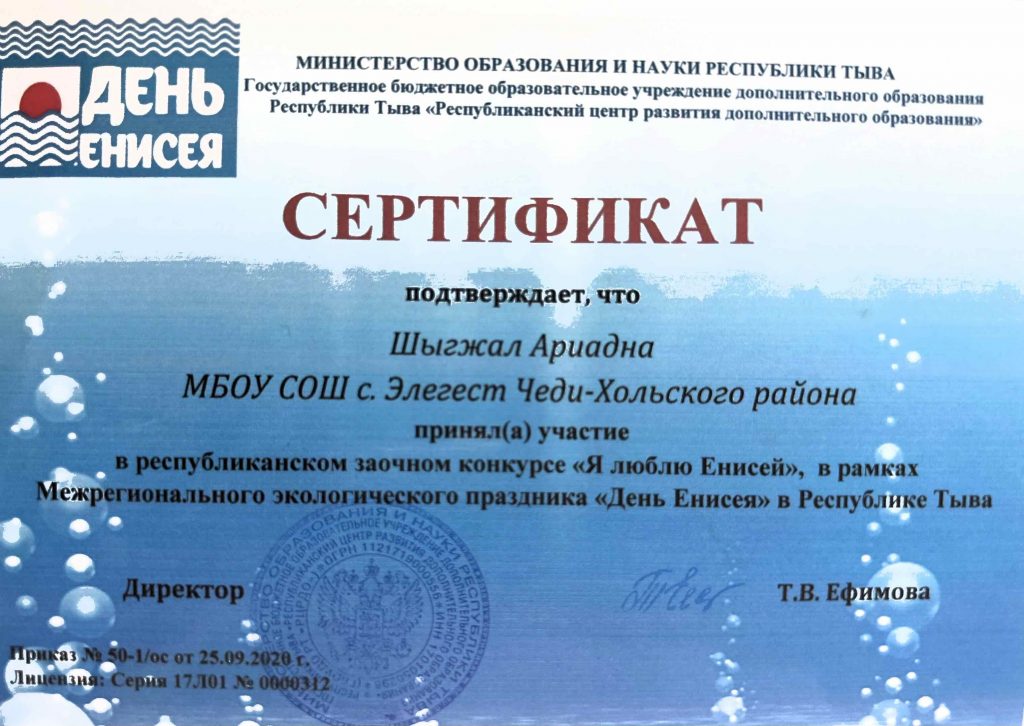 ДЕНЬ
ЕНИСЕЯ
МИНИСТЕРСТВО ОБРАЗОВАНИЯ И НАУКИ РЕСПУБЛИКИ ТЫВА
Государственное бюджетное образовательное учреждение дополнительного образования
Республики Тыва «Республиканский центр развития дополнительного образования»
СЕРТИФИКАТ
подтверждает, что
Шыгжал Ариадна
МБОУ СОШ с. Элегест Чеди-Хольского района
принял(а) участие
в республиканском заочном конкурсе «Я люблю Енисей», в рамках
Межрегионального экологического праздника «День Енисея» в Республике Тыва
Директор
Т.В. Ефимова
Приказ № 50-1/ос от 25.09.2020 г.
Лицензия: Серия 17Л01 № 0000312